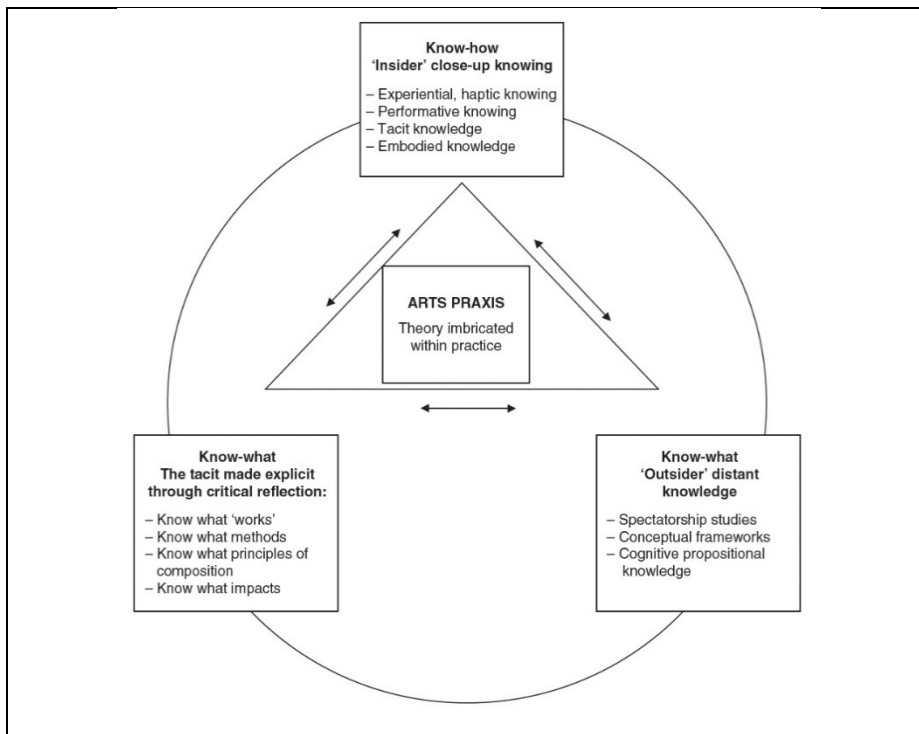 Know-how
‘Insider’ close-up knowing
– Experiential, haptic knowing
– Performative knowing
– Tacit knowledge
– Embodied knowledge
ARTS PRAXIS
Theory imbricated
within practice
Know-what
The tacit made explicit
through critical reflection:
– Know what ‘works’
– Know what methods
– Know what principles of
composition
– Know what impacts
Know-what
‘Outsider’ distant
knowledge
– Spectatorship studies
– Conceptual frameworks
– Cognitive propositional
knowledge